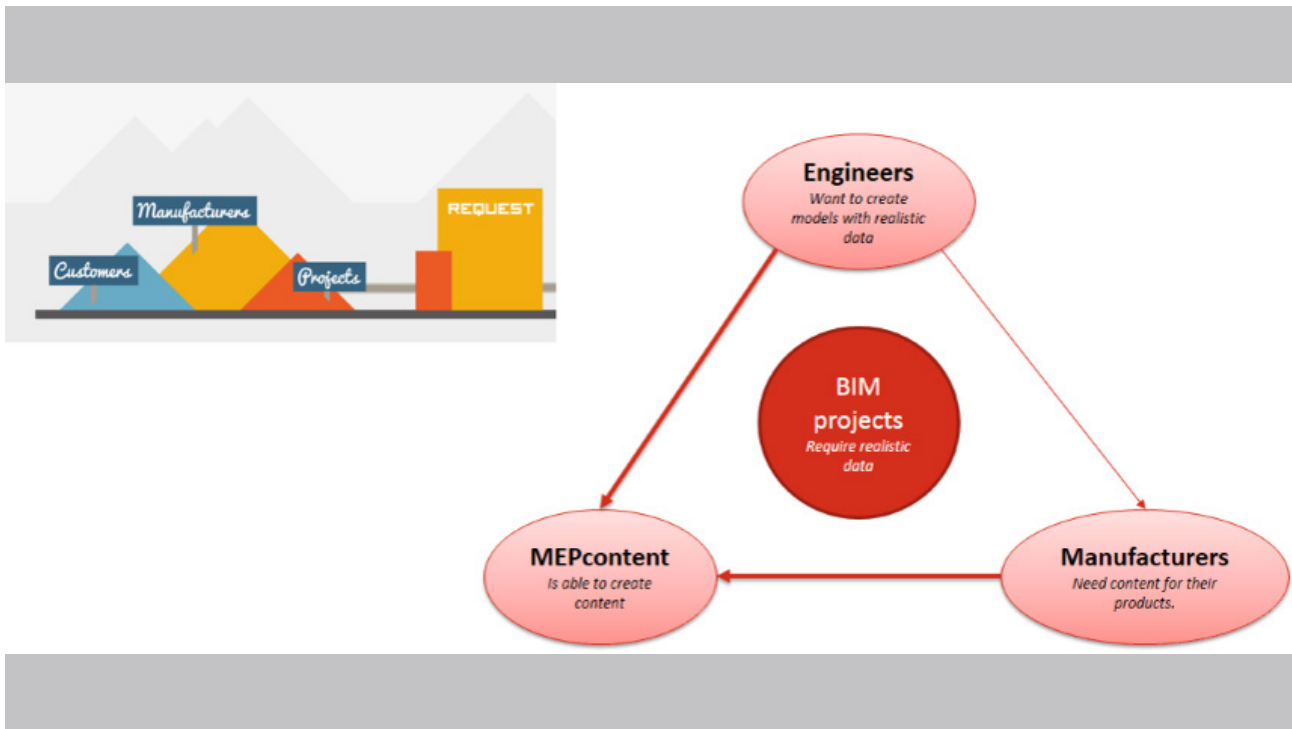 Manufacturers
REQUEST
Customers
Projects
Engineers
Want to create
models with realistic
data
BIM
projects
Require realistic
data
MEPcontent
Is able to create
content
Manufacturers
Need content for their
products.